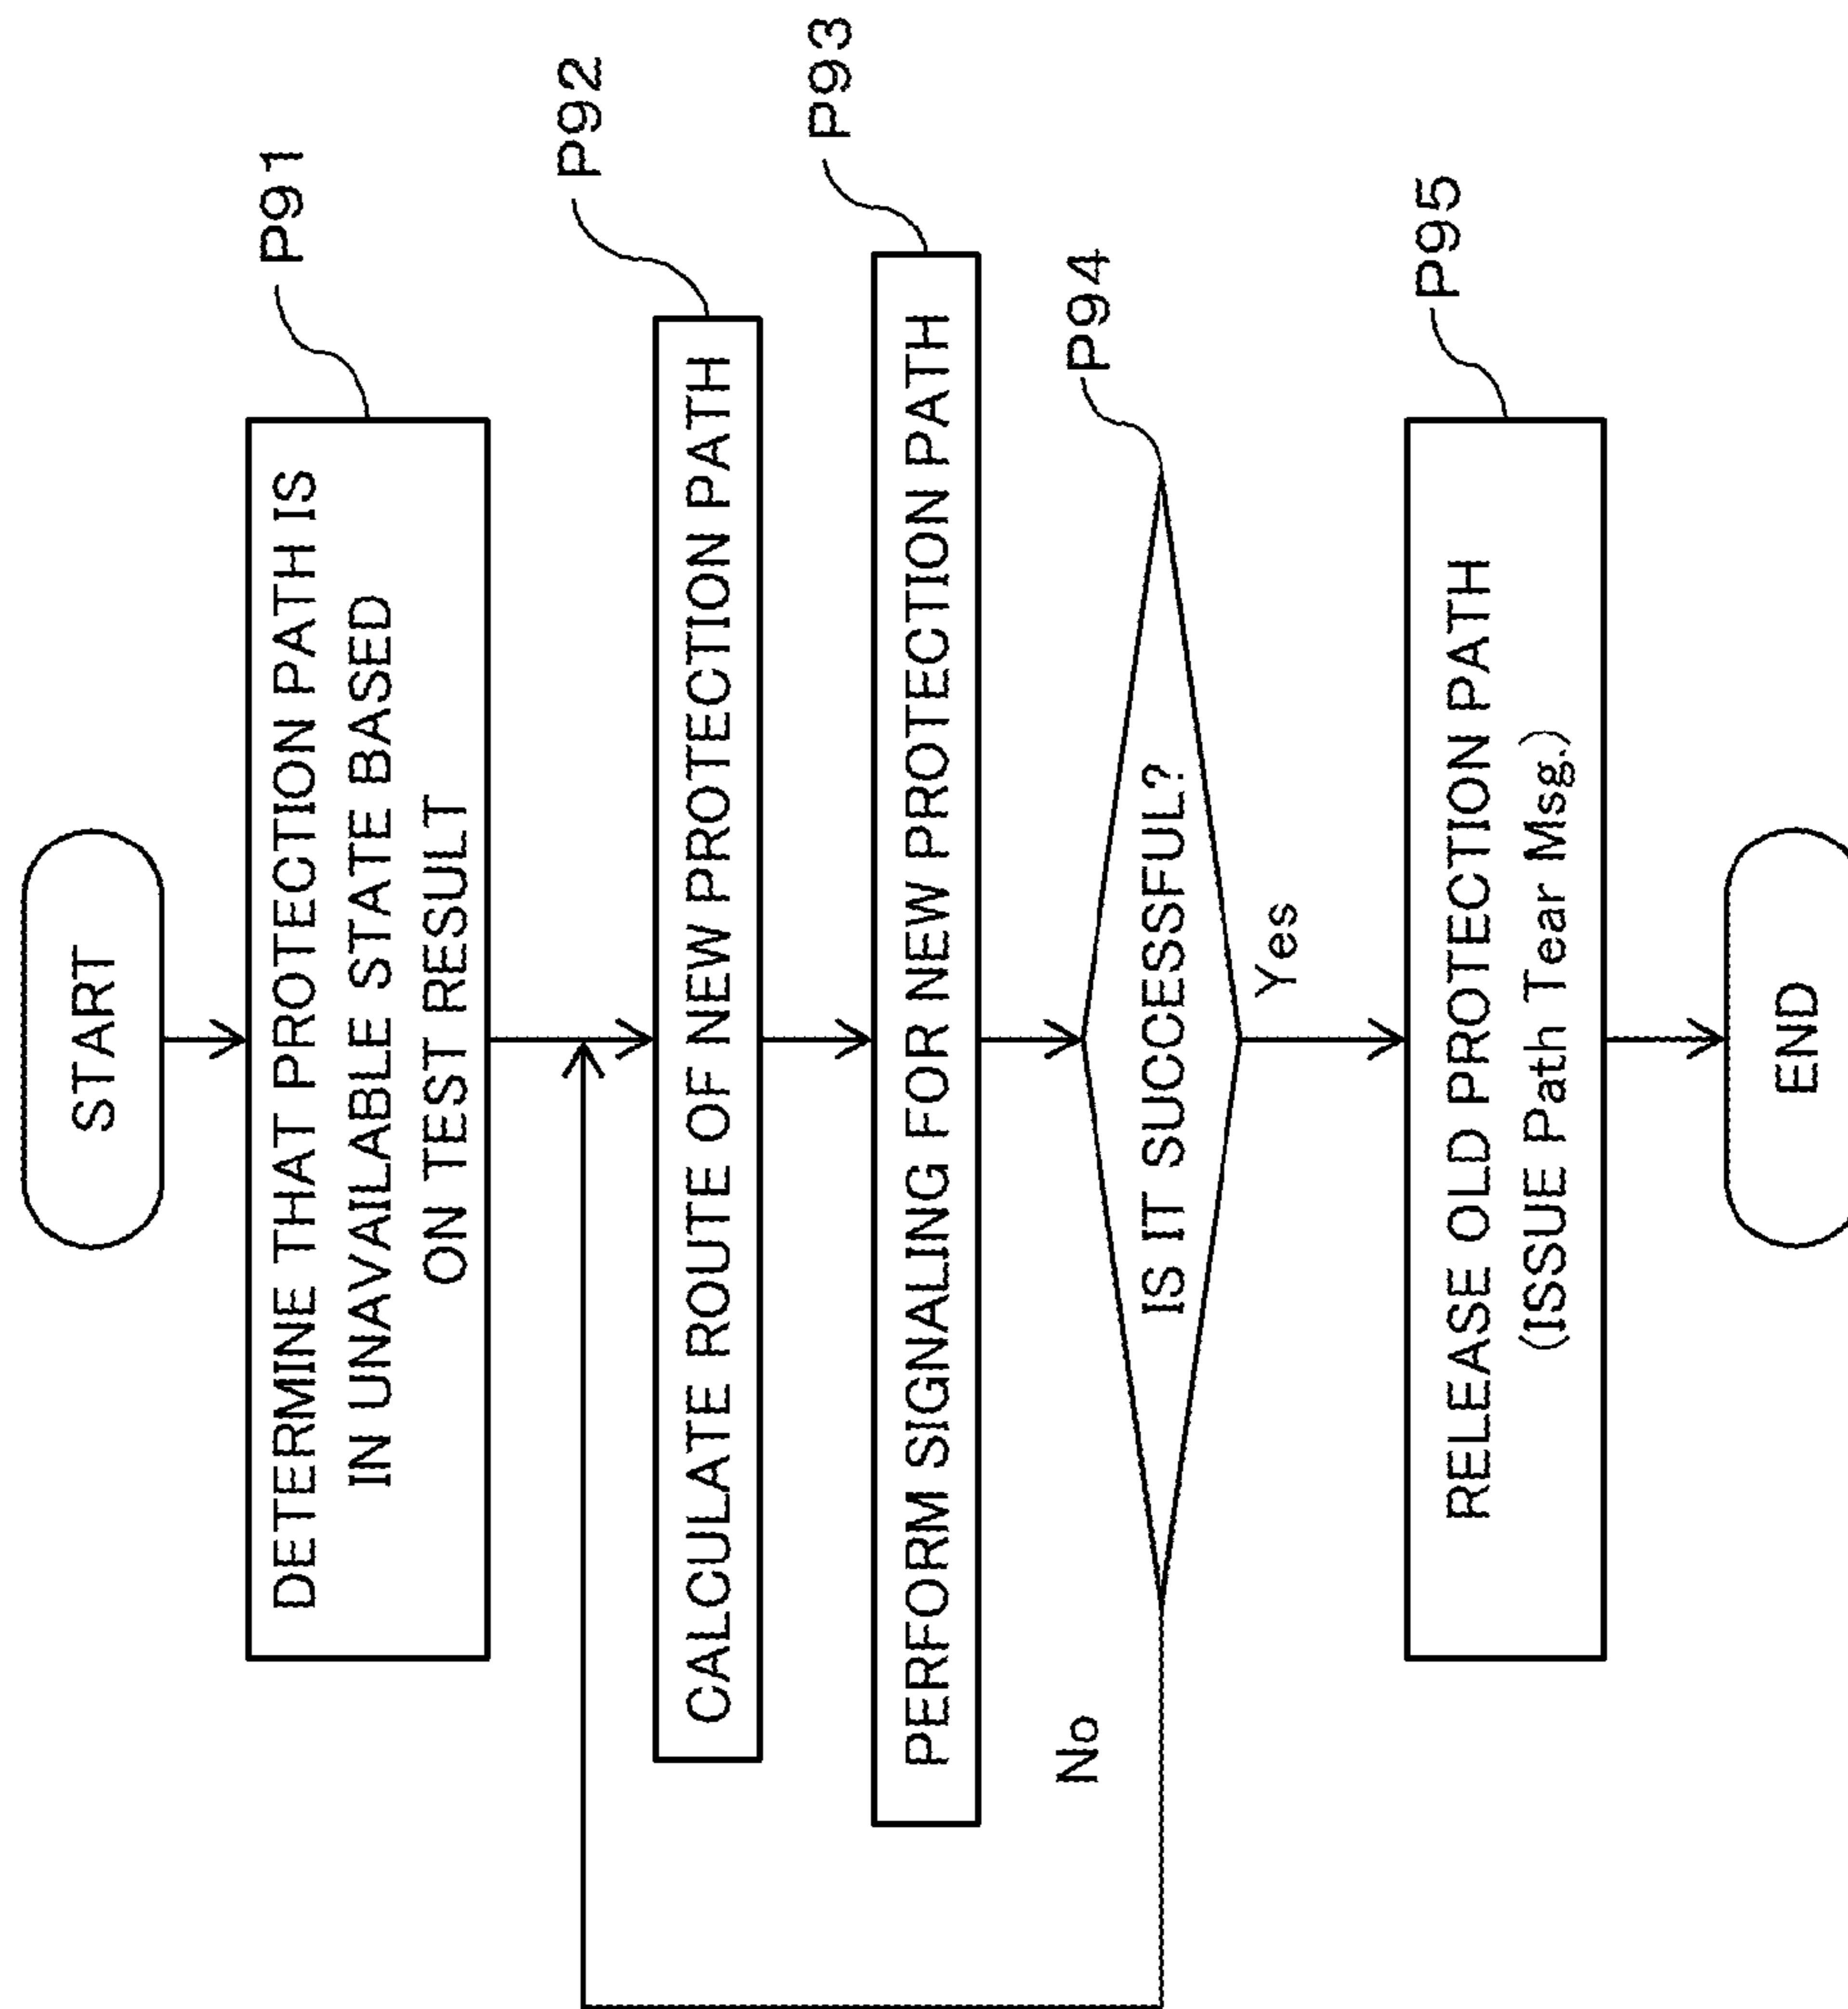 START
P91
DETERMINE THAT PROTECTION PATH IS
IN UNAVAILABLE STATE BASED
ON TEST RESULT
P92
CALCULATE ROUTE OF NEW PROTECTION PATH
P93
PERFORM SIGNALING FOR NEW PROTECTION PATH
P94
IS IT SUCCESSFUL?
No
Yes
P95
RELEASE OLD PROTECTION PATH
(ISSUE Path Tear Msg.)
END